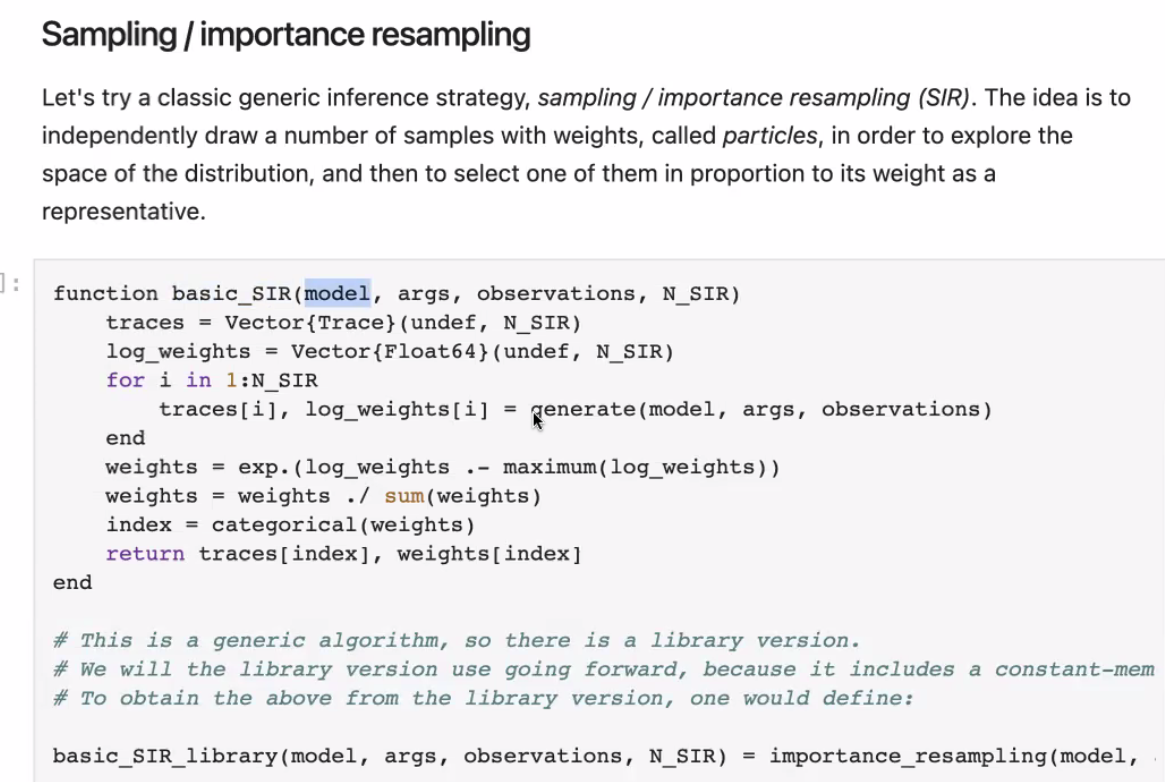 Sampling / importance resampling
Let's try a classic generic inference strategy, sampling / importance resampling (SIR). The idea is to
independently draw a number of samples with weights, called particles, in order to explore the
space of the distribution, and then to select one of them in proportion to its weight as a
representative.
]:
function basic_SIR(model, args, observations, N_SIR)
    traces = Vector{Trace}(undef, N_SIR)
    log_weights = Vector{Float64}(undef, N_SIR)
    for i in 1:N_SIR
        traces[i], log_weights[i] = generate(model, args, observations)
    end
    weights = exp.(log_weights .- maximum(log_weights))
    weights = weights ./ sum(weights)
    index = categorical(weights)
    return traces[index], weights[index]
end
# This is a generic algorithm, so there is a library version.
# We will the library version use going forward, because it includes a constant-mem
# To obtain the above from the library version, one would define:
basic_SIR_library(model, args, observations, N_SIR) = importance_resampling(model,